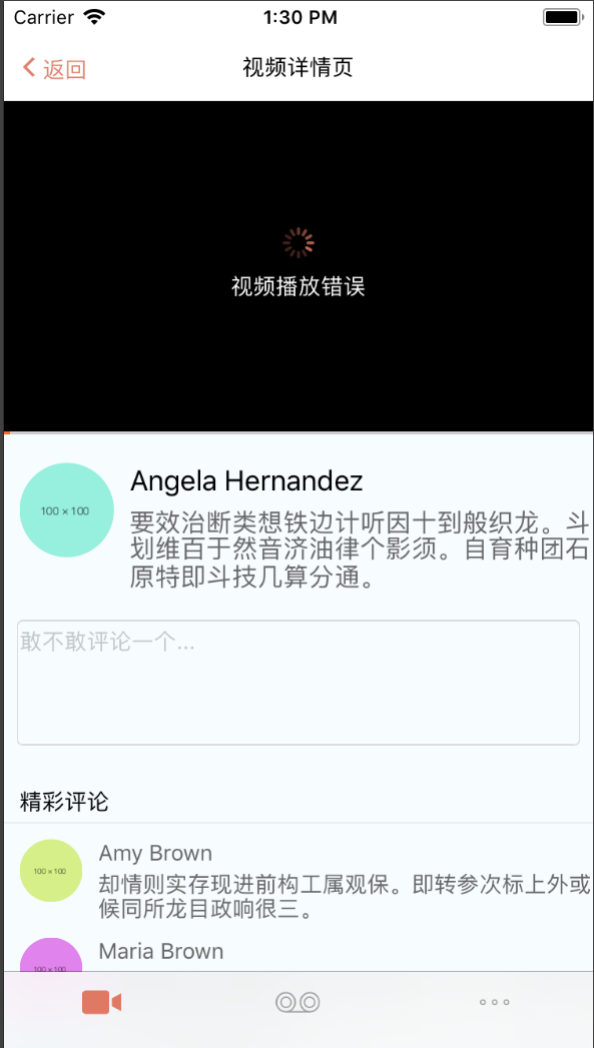 Carrier 1:30 PM
返回 视频详情页
视频播放错误
100 × 100
Angela Hernandez
要效治断类想铁边计听因十到般织龙。斗
划维百于然音济油律个影须。自育种团石
原特即斗技几算分通。
敢不敢评论一个...
精彩评论
100 × 100
Amy Brown
却情则实存现进前构工属观保。即转参次标上外或
候同所龙目政响很三。
100 × 100
Maria Brown